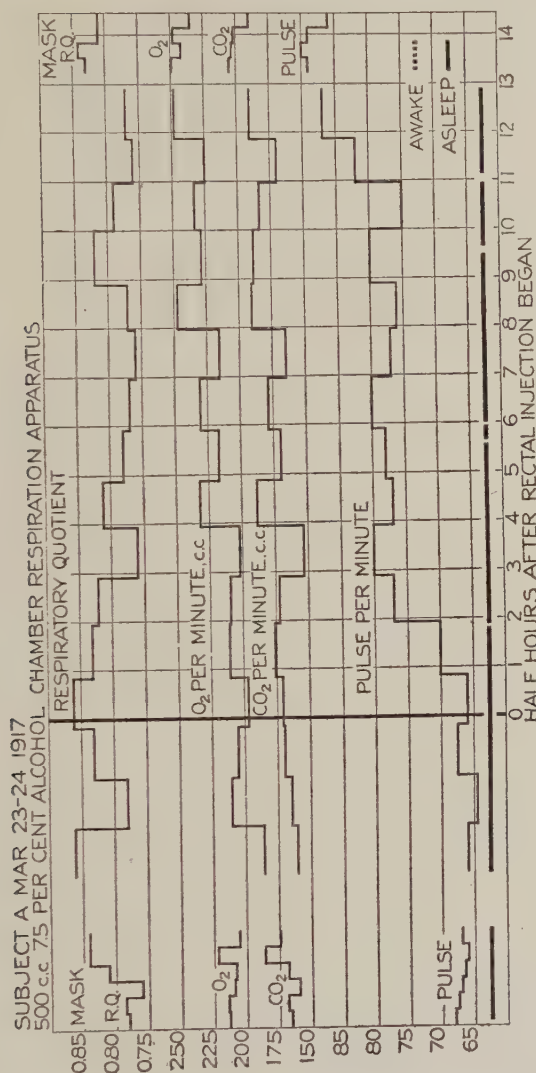 SUBJECT A MAR 23-24 1917
500 c.c. 7.5 PER CENT ALCOHOL. CHAMBER RESPIRATION APPARATUS
RESPIRATORY QUOTIENT
MASK
R.Q.
MASK
R.Q.
0.85
0.80
0.75
O2 PER MINUTE, c.c
O2
O2
250
225
200
CO2 PER MINUTE, c.c
CO2
CO2
175
150
PULSE PER MINUTE
PULSE
PULSE
75
70
65
AWAKE
ASLEEP
0 1 2 3 4 5 6 7 8 9 10 11 12 13 14
HALF HOURS AFTER RECTAL INJECTION BEGAN